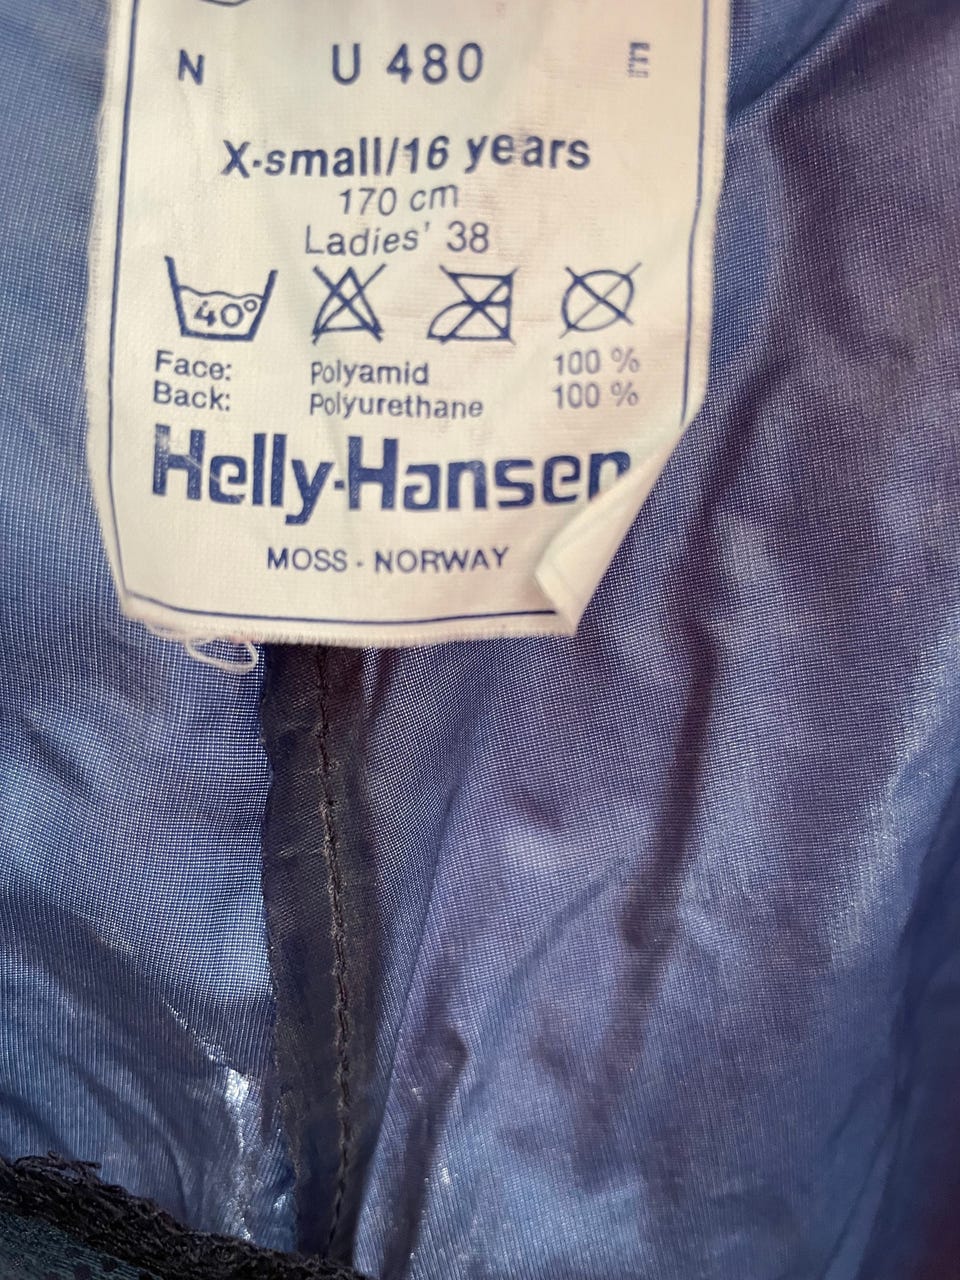 N U 480
X-small/16 years
170 cm
Ladies' 38
40°
Face: Polyamid 100 %
Back: Polyurethane 100 %
Helly-Hansen
MOSS - NORWAY